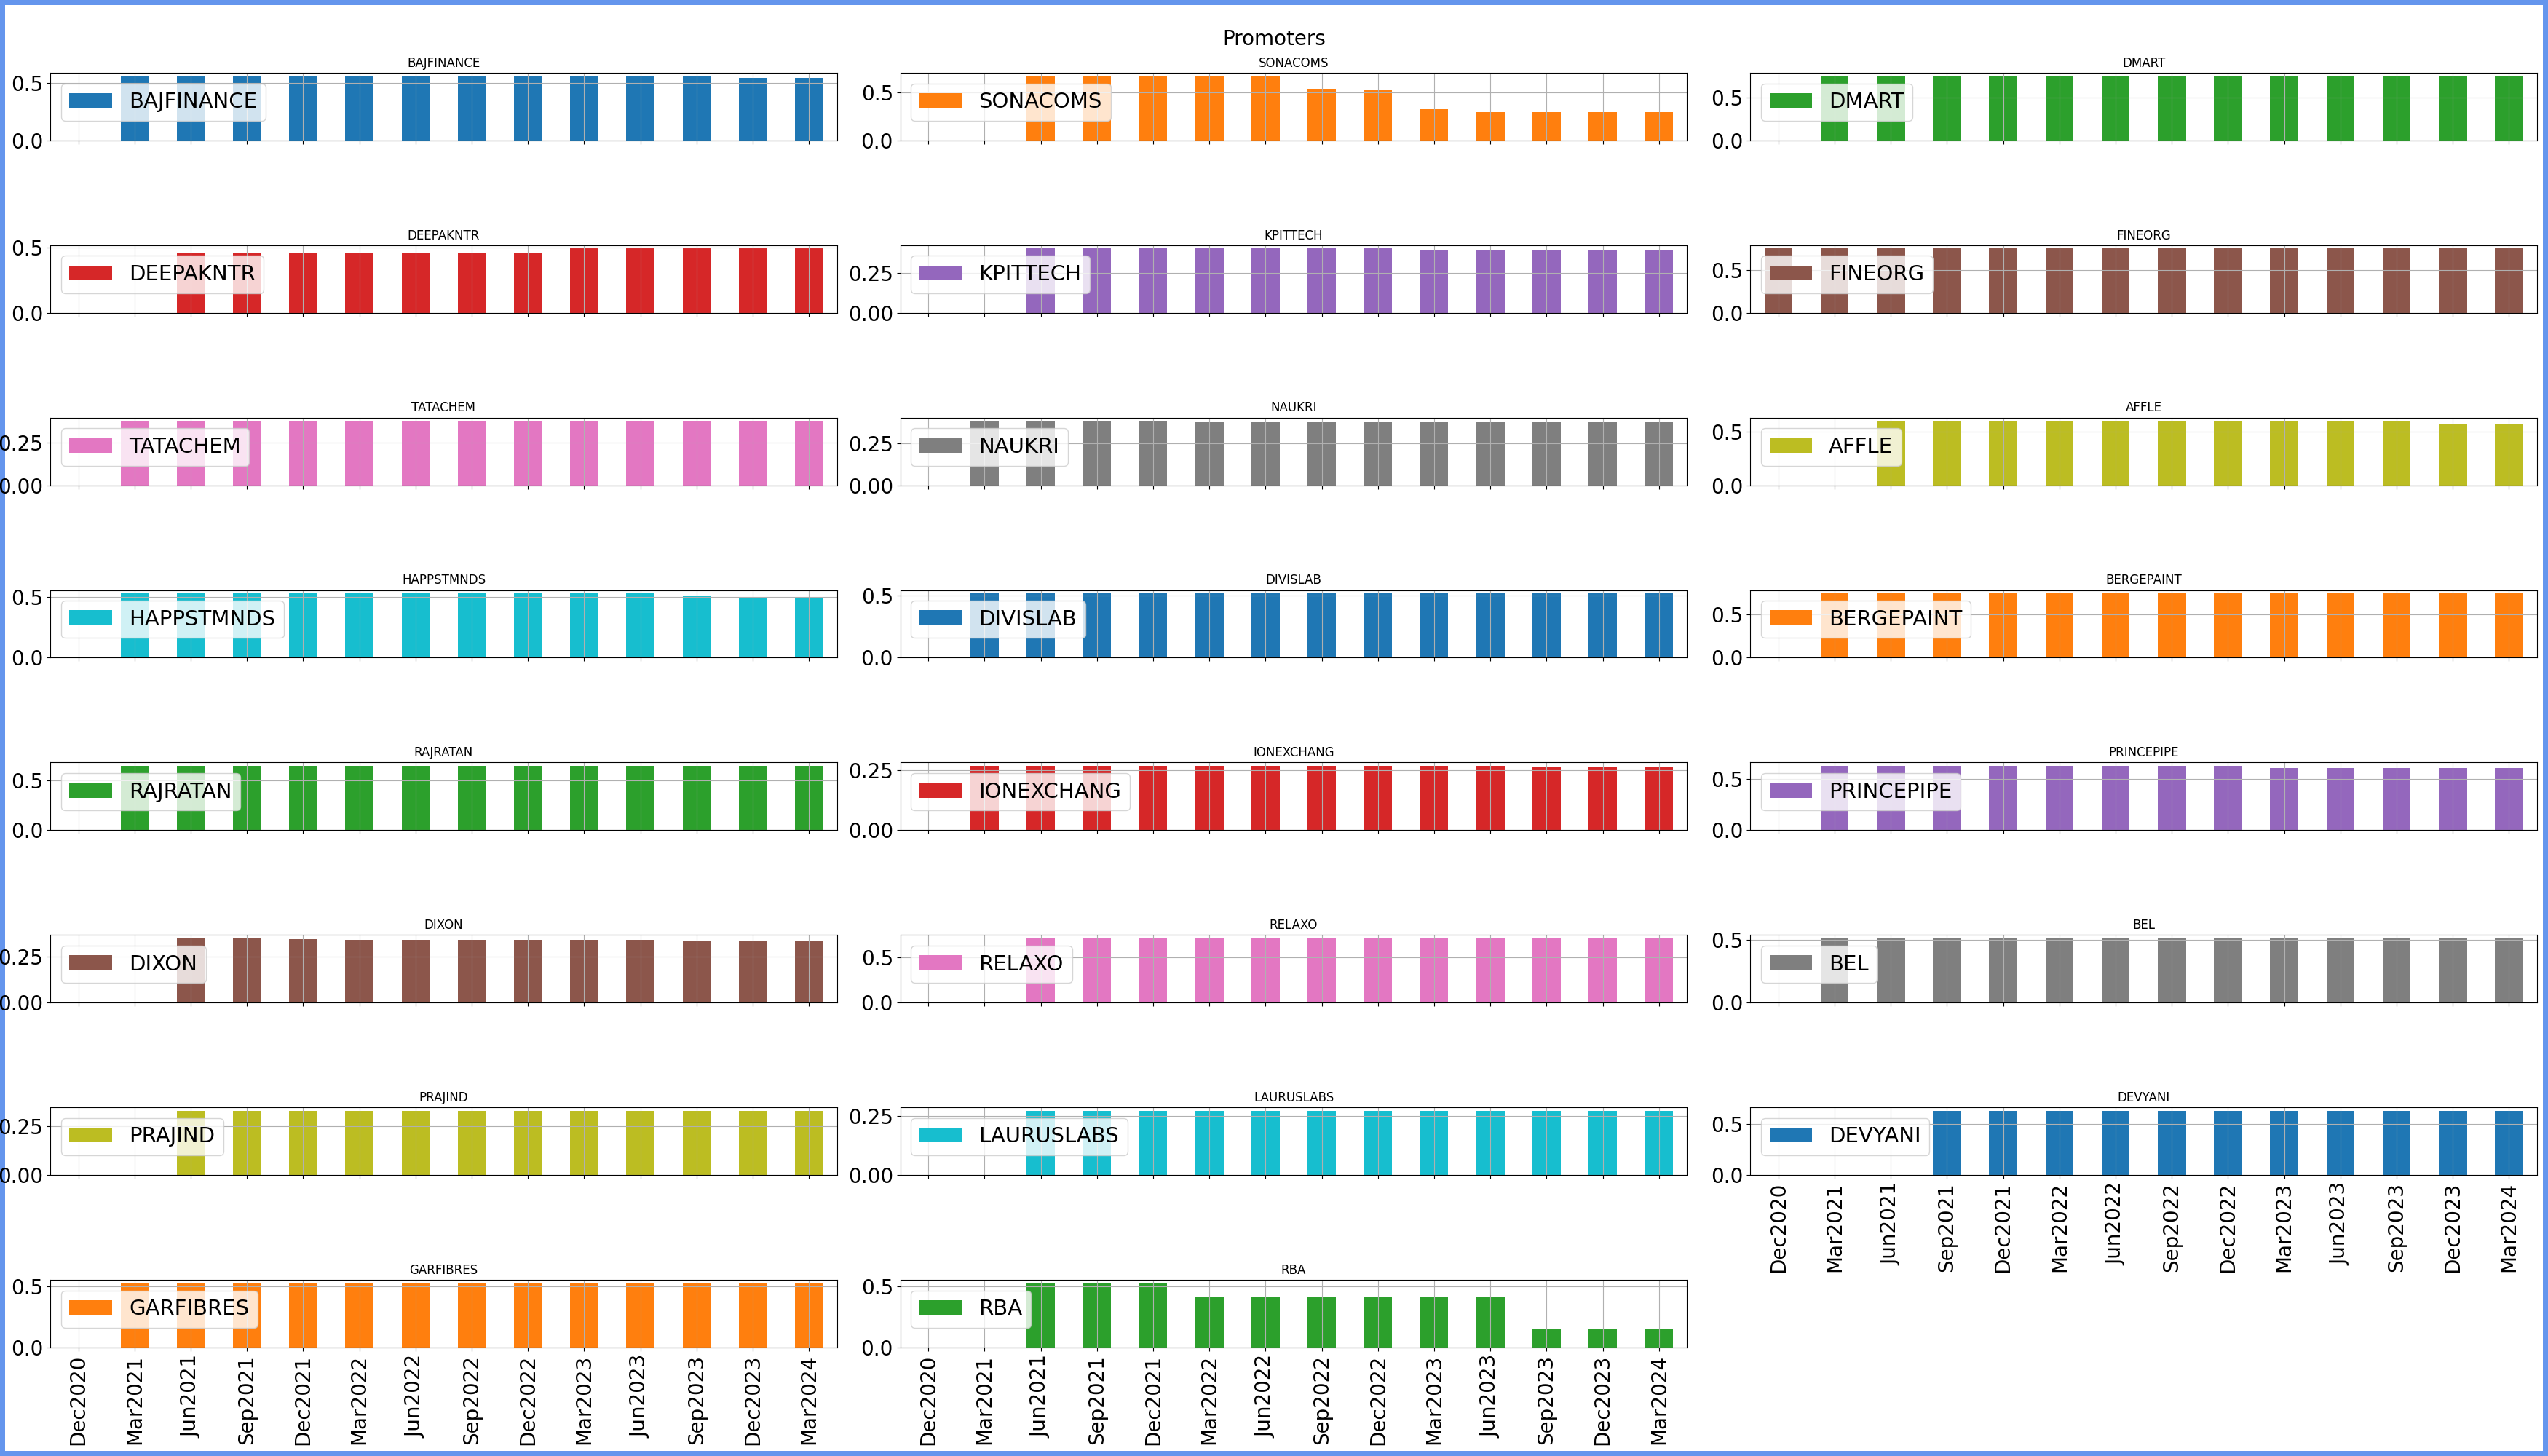 Promoters
BAJFINANCE
0.5
0.0
BAJFINANCE
SONACOMS
0.5
0.0
SONACOMS
DMART
0.5
0.0
DMART
DEEPAKNTR
0.5
0.0
DEEPAKNTR
KPITTECH
0.25
0.00
KPITTECH
FINEORG
0.5
0.0
FINEORG
TATACHEM
0.25
0.00
TATACHEM
NAUKRI
0.25
0.00
NAUKRI
AFFLE
0.5
0.0
AFFLE
HAPPSTMNDS
0.5
0.0
HAPPSTMNDS
DIVISLAB
0.5
0.0
DIVISLAB
BERGEPAINT
0.5
0.0
BERGEPAINT
RAJRATAN
0.5
0.0
RAJRATAN
IONEXCHANG
0.25
0.00
IONEXCHANG
PRINCEPIPE
0.5
0.0
PRINCEPIPE
DIXON
0.25
0.00
DIXON
RELAXO
0.5
0.0
RELAXO
BEL
0.5
0.0
BEL
PRAJIND
0.25
0.00
PRAJIND
LAURUSLABS
0.25
0.00
LAURUSLABS
DEVYANI
0.5
0.0
DEVYANI
Dec2020
Mar2021
Jun2021
Sep2021
Dec2021
Mar2022
Jun2022
Sep2022
Dec2022
Mar2023
Jun2023
Sep2023
Dec2023
Mar2024
GARFIBRES
0.5
0.0
GARFIBRES
Dec2020
Mar2021
Jun2021
Sep2021
Dec2021
Mar2022
Jun2022
Sep2022
Dec2022
Mar2023
Jun2023
Sep2023
Dec2023
Mar2024
RBA
0.5
0.0
RBA
Dec2020
Mar2021
Jun2021
Sep2021
Dec2021
Mar2022
Jun2022
Sep2022
Dec2022
Mar2023
Jun2023
Sep2023
Dec2023
Mar2024